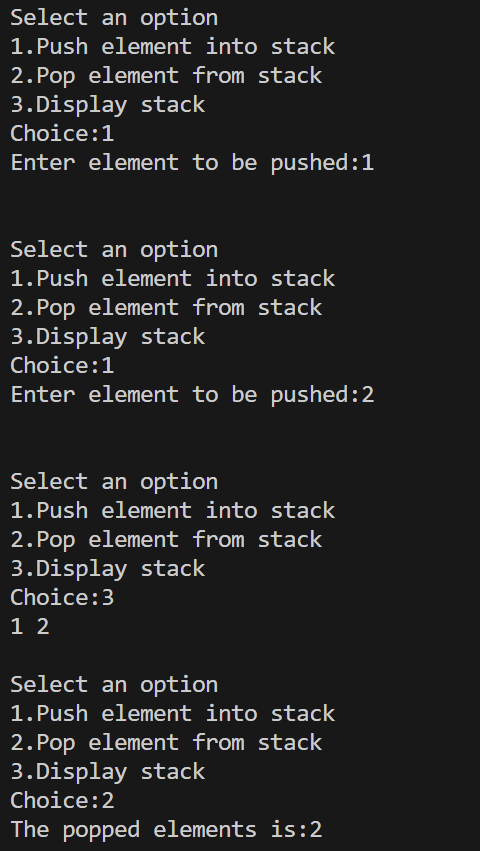 Select an option
1.Push element into stack
2.Pop element from stack
3.Display stack
Choice:1
Enter element to be pushed:1
Select an option
1.Push element into stack
2.Pop element from stack
3.Display stack
Choice:1
Enter element to be pushed:2
Select an option
1.Push element into stack
2.Pop element from stack
3.Display stack
Choice:3
1 2
Select an option
1.Push element into stack
2.Pop element from stack
3.Display stack
Choice:2
The popped elements is:2